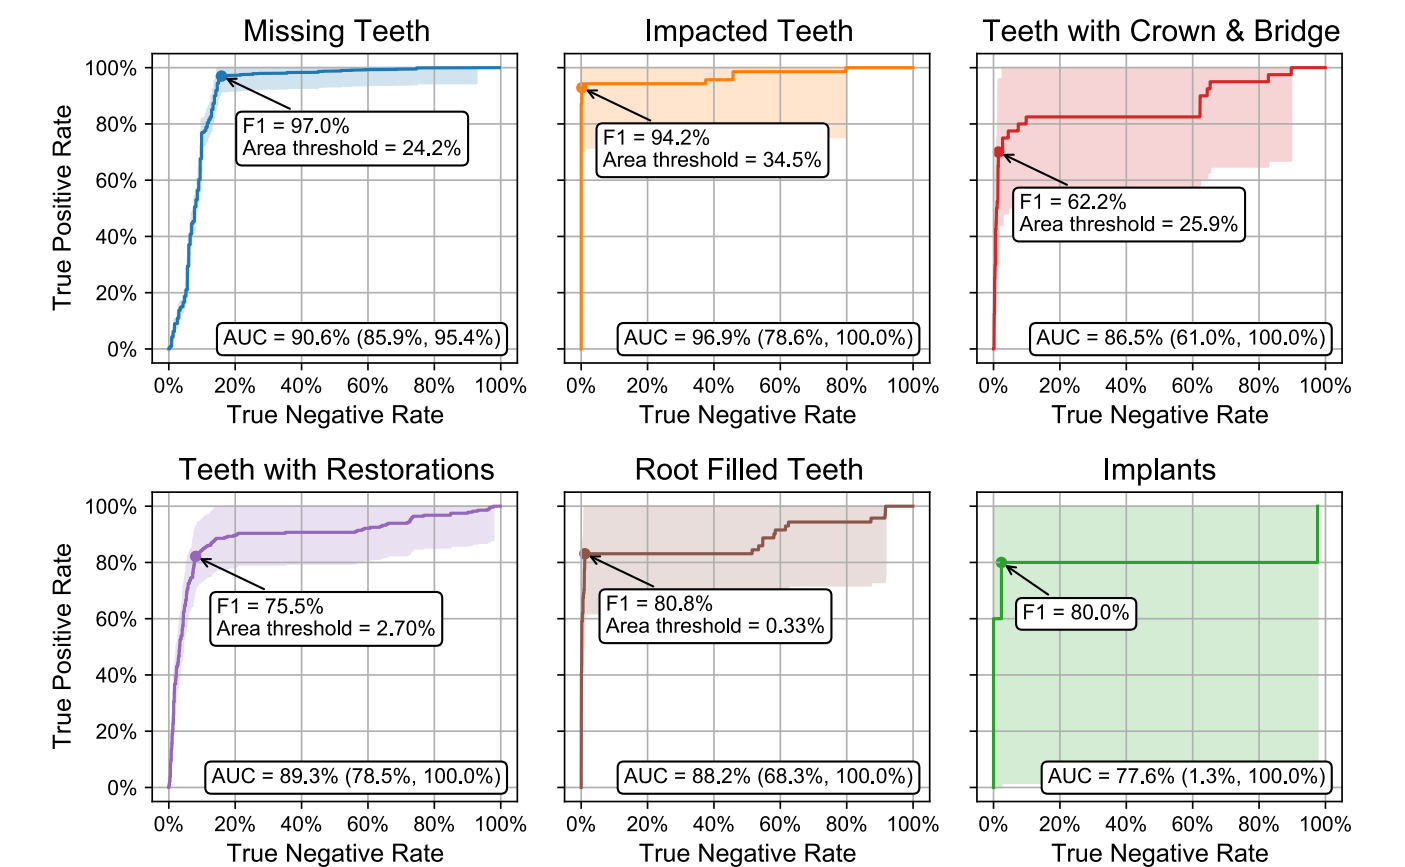 Missing Teeth
Impacted Teeth
Teeth with Crown & Bridge
True Positive Rate
100%
80%
60%
40%
20%
0%
F1 = 97.0%
Area threshold = 24.2%
AUC = 90.6% (85.9%, 95.4%)
0% 20% 40% 60% 80% 100%
True Negative Rate
F1 = 94.2%
Area threshold = 34.5%
AUC = 96.9% (78.6%, 100.0%)
0% 20% 40% 60% 80% 100%
True Negative Rate
F1 = 62.2%
Area threshold = 25.9%
AUC = 86.5% (61.0%, 100.0%)
0% 20% 40% 60% 80% 100%
True Negative Rate
Teeth with Restorations
Root Filled Teeth
Implants
True Positive Rate
100%
80%
60%
40%
20%
0%
F1 = 75.5%
Area threshold = 2.70%
AUC = 89.3% (78.5%, 100.0%)
0% 20% 40% 60% 80% 100%
True Negative Rate
F1 = 80.8%
Area threshold = 0.33%
AUC = 88.2% (68.3%, 100.0%)
0% 20% 40% 60% 80% 100%
True Negative Rate
F1 = 80.0%
AUC = 77.6% (1.3%, 100.0%)
0% 20% 40% 60% 80% 100%
True Negative Rate